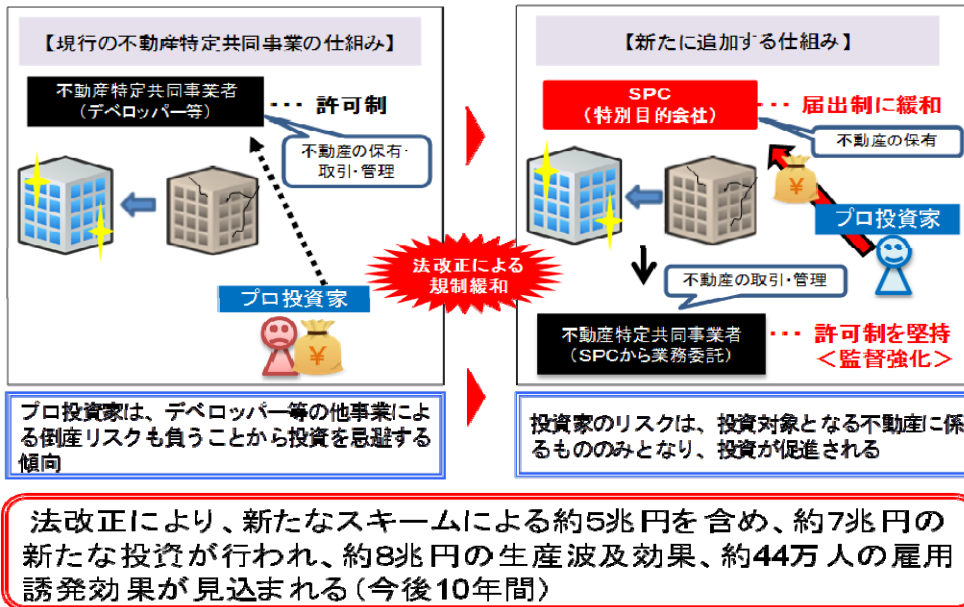 【現行の不動産特定共同事業の仕組み】
不動産特定共同事業者
(デベロッパー等)
･･･ 許可制
不動産の保有・
取引・管理
プロ投資家
¥
プロ投資家は、デベロッパー等の他事業によ
る倒産リスクも負うことから投資を忌避する
傾向
法改正による
規制緩和
【新たに追加する仕組み】
SPC
(特別目的会社)
･･･ 届出制に緩和
不動産の保有
¥
プロ投資家
不動産の取引・管理
不動産特定共同事業者
(SPCから業務委託)
･･･ 許可制を堅持
＜監督強化＞
投資家のリスクは、投資対象となる不動産に係
るもののみとなり、投資が促進される
法改正により、新たなスキームによる約5兆円を含め、約7兆円の
新たな投資が行われ、約8兆円の生産波及効果、約44万人の雇用
誘発効果が見込まれる(今後10年間)